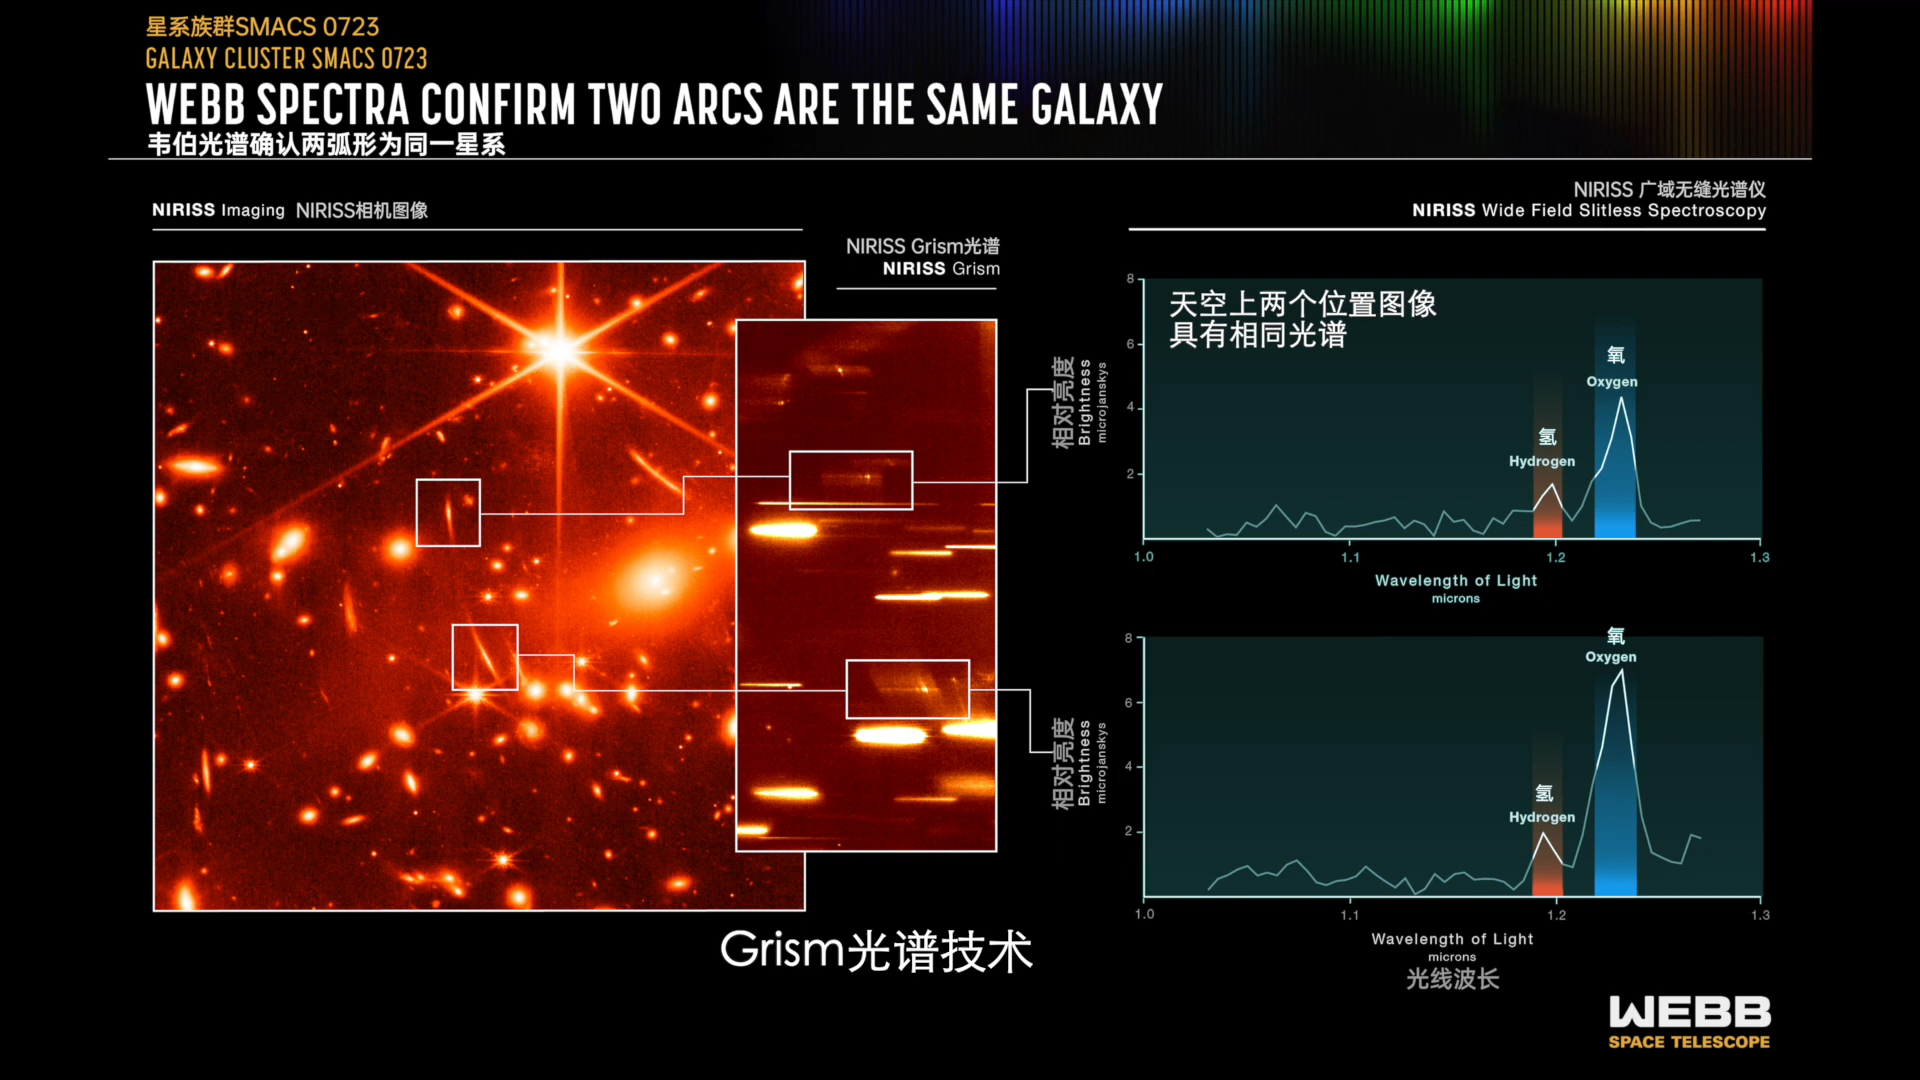 星系族群SMACS 0723
GALAXY CLUSTER SMACS 0723
WEBB SPECTRA CONFIRM TWO ARCS ARE THE SAME GALAXY
韦伯光谱确认两弧形为同一星系
NIRISS Imaging NIRISS相机图像
NIRISS Grism光谱
NIRISS Grism
NIRISS 广域无缝光谱仪
NIRISS Wide Field Slitless Spectroscopy
天空上两个位置图像
具有相同光谱
相对亮度
Brightness
microjanskys
8
6
4
2
氢
Hydrogen
氧
Oxygen
1.0 1.1 1.2 1.3
Wavelength of Light
microns
相对亮度
Brightness
microjanskys
8
6
4
2
氢
Hydrogen
氧
Oxygen
1.0 1.1 1.2 1.3
Wavelength of Light
microns
光线波长
Grism光谱技术
WEBB
SPACE TELESCOPE